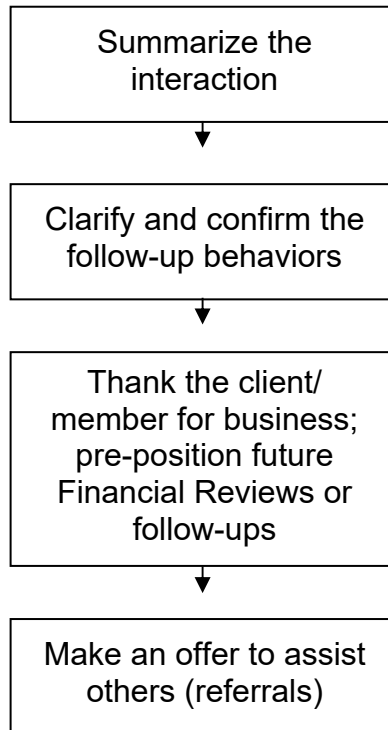 Summarize the
interaction
Clarify and confirm the
follow-up behaviors
Thank the client/
member for business;
pre-position future
Financial Reviews or
follow-ups
Make an offer to assist
others (referrals)